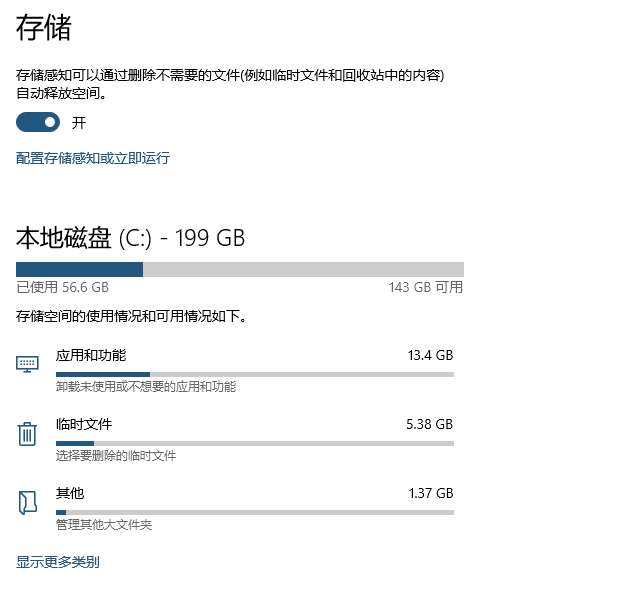 存储
存储感知可以通过删除不需要的文件(例如临时文件和回收站中的内容)
自动释放空间。
开
配置存储感知或立即运行
本地磁盘 (C:) - 199 GB
已使用 56.6 GB
143 GB 可用
存储空间的使用情况和可用情况如下。
应用和功能
13.4 GB
卸载未使用或不想要的应用和功能
临时文件
5.38 GB
选择要删除的临时文件
其他
1.37 GB
管理其他大文件夹
显示更多类别